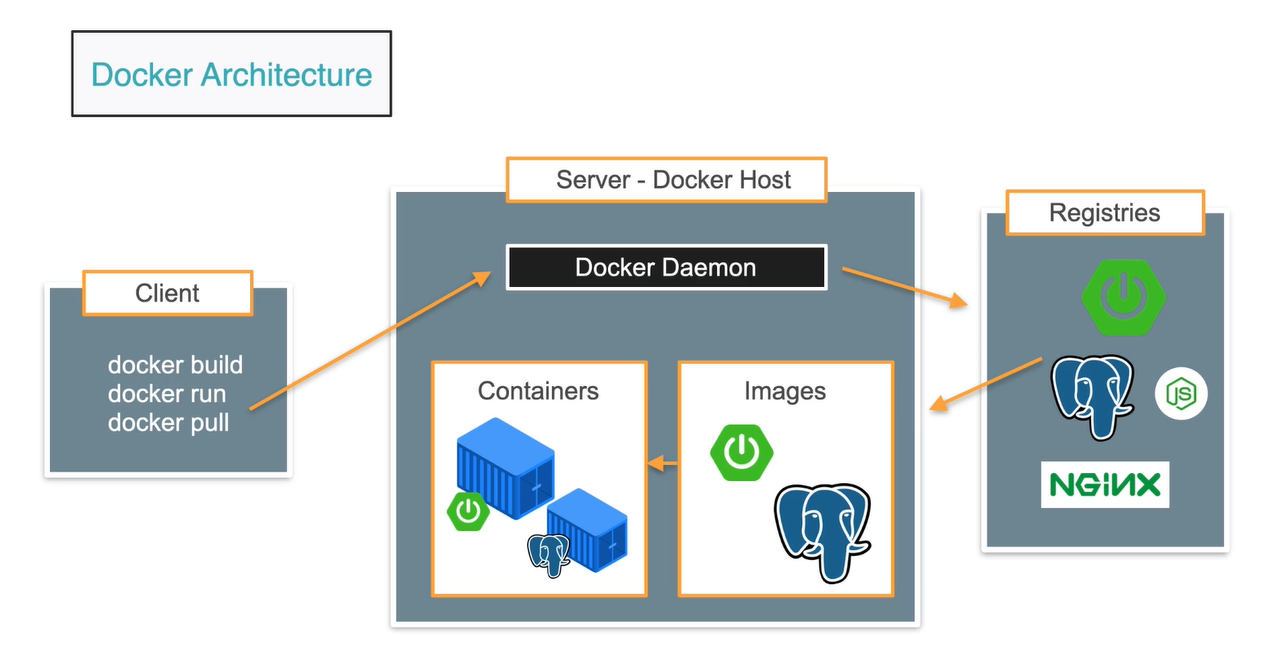 Docker Architecture
Client
docker build
docker run
docker pull
Server - Docker Host
Docker Daemon
Containers
Images
Registries
JS
NGINX